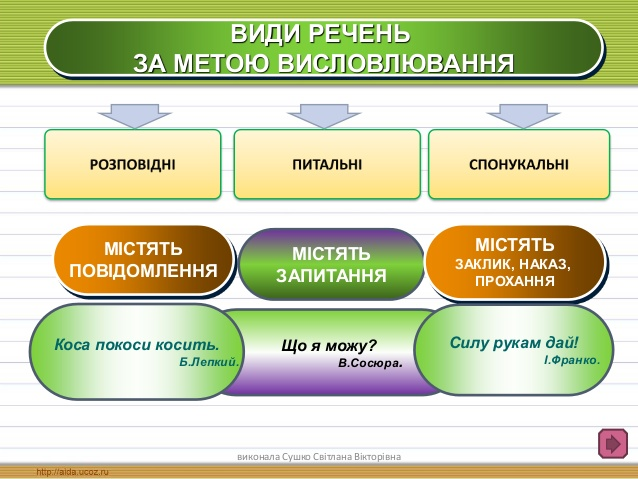 ВИДИ РЕЧЕНЬ
ЗА МЕТОЮ ВИСЛОВЛЮВАННЯ
РОЗПОВІДНІ
ПИТАЛЬНІ
СПОНУКАЛЬНІ
МІСТЯТЬ
ПОВІДОМЛЕННЯ
МІСТЯТЬ
ЗАПИТАННЯ
МІСТЯТЬ
ЗАКЛИК, НАКАЗ,
ПРОХАННЯ
Коса покоси косить.
Б.Лепкий.
Що я можу?
В.Сосюра.
Силу рукам дай!
І.Франко.
виконала Сушко Світлана Вікторівна
http://aida.ucoz.ru